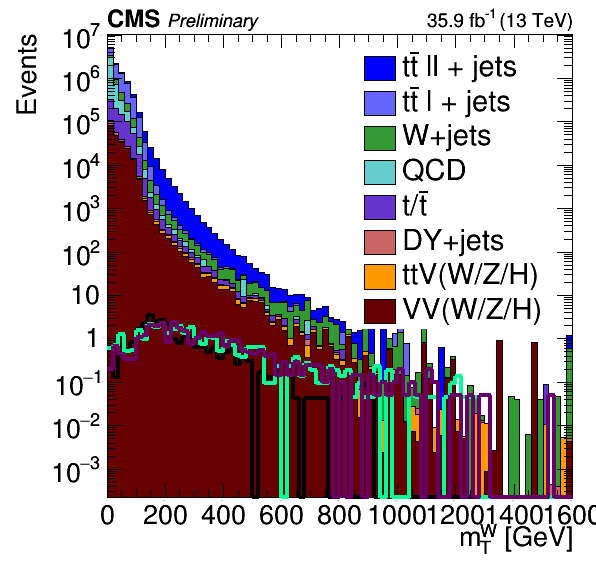 CMS Preliminary 35.9 fb⁻¹ (13 TeV)
Events
10⁷
10⁶
10⁵
10⁴
10³
10²
10
1
10⁻¹
10⁻²
10⁻³
tt̄ ll + jets
tt̄ l + jets
W+jets
QCD
t/t̄
DY+jets
ttV(W/Z/H)
VV(W/Z/H)
0 200 400 600 800 1000 1200 1400 1600
m_T^W [GeV]